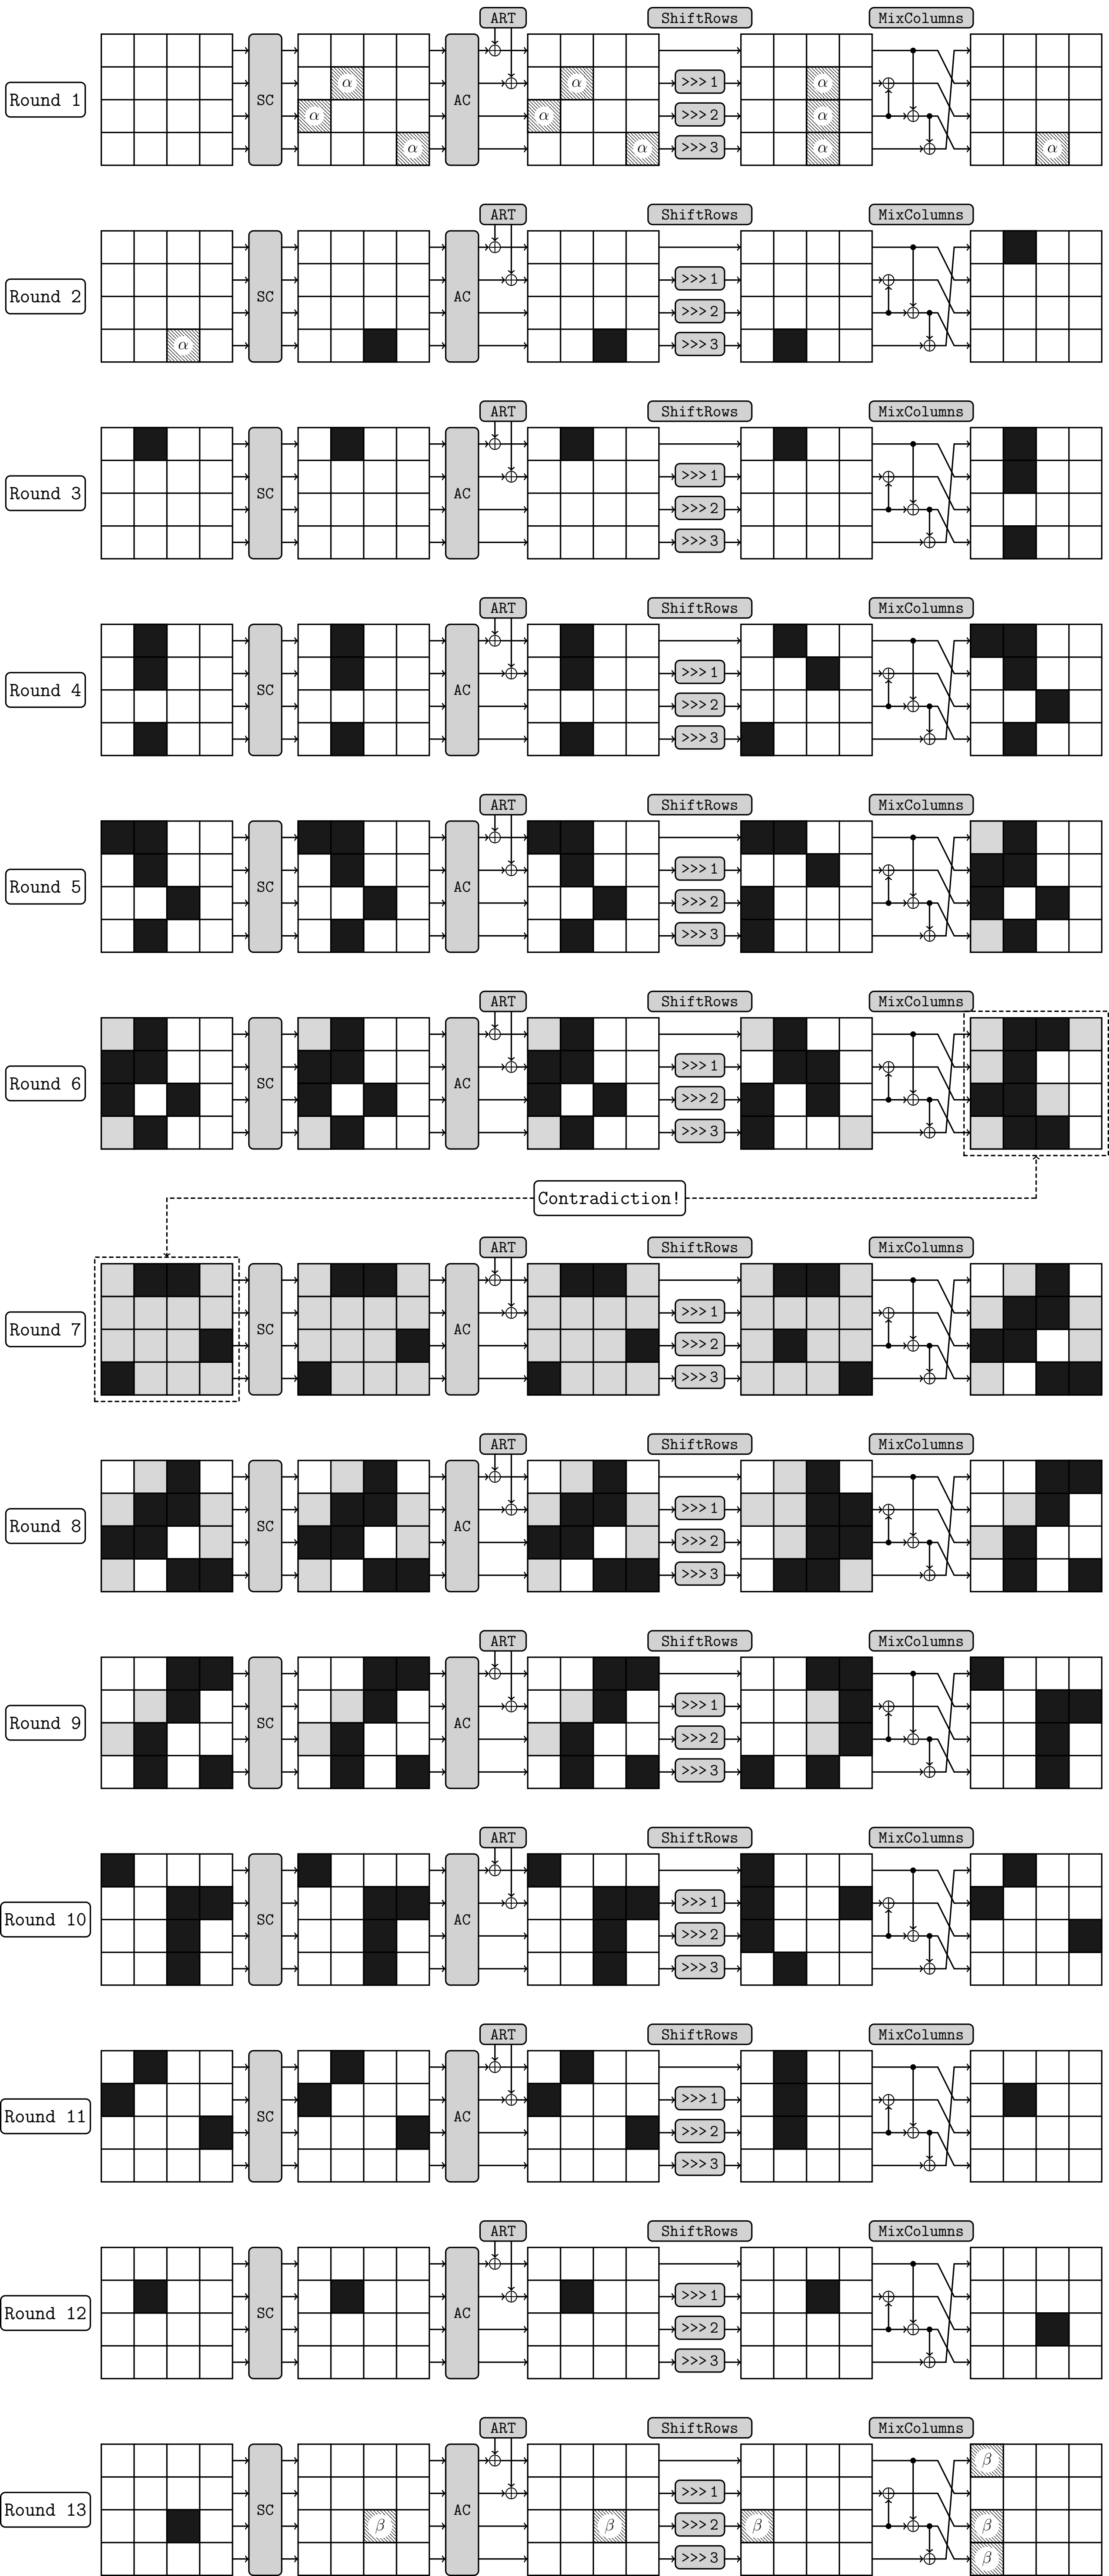 ART ShiftRows MixColumns
α α >>>1 α
Round 1 SC AC
α α >>>2 α
α α >>>3 α
ART ShiftRows MixColumns
>>>1
Round 2 SC AC
>>>2
α >>>3
ART ShiftRows MixColumns
>>>1
Round 3 SC AC
>>>2
>>>3
ART ShiftRows MixColumns
>>>1
Round 4 SC AC
>>>2
>>>3
ART ShiftRows MixColumns
>>>1
Round 5 SC AC
>>>2
>>>3
ART ShiftRows MixColumns
>>>1
Round 6 SC AC
>>>2
>>>3
Contradiction!
ART ShiftRows MixColumns
>>>1
Round 7 SC AC
>>>2
>>>3
ART ShiftRows MixColumns
>>>1
Round 8 SC AC
>>>2
>>>3
ART ShiftRows MixColumns
>>>1
Round 9 SC AC
>>>2
>>>3
ART ShiftRows MixColumns
>>>1
Round 10 SC AC
>>>2
>>>3
ART ShiftRows MixColumns
>>>1
Round 11 SC AC
>>>2
>>>3
ART ShiftRows MixColumns
>>>1
Round 12 SC AC
>>>2
>>>3
ART ShiftRows MixColumns
β
>>>1
Round 13 SC AC
β β >>>2 β β
>>>3 β